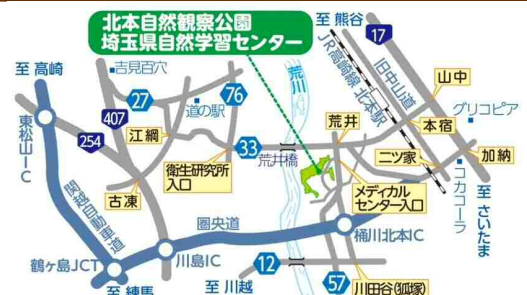 北本自然観察公園
埼玉県自然学習センター
至 熊谷
17
至 高崎
吉見百穴
荒川
JR高崎線 北本駅
旧中山道
山中
27
道の駅
76
グリコピア
407
東松山IC
254
江綱
衛生研究所
入口
33
荒井橋
荒井
本宿
二ツ家
加納
コカコーラ
至 さいたま
関越自動車道
古凍
メディカル
センター入口
圏央道
桶川北本IC
鶴ヶ島JCT
川島IC
12
57
川田谷(狐塚)
至 練馬
至 川越